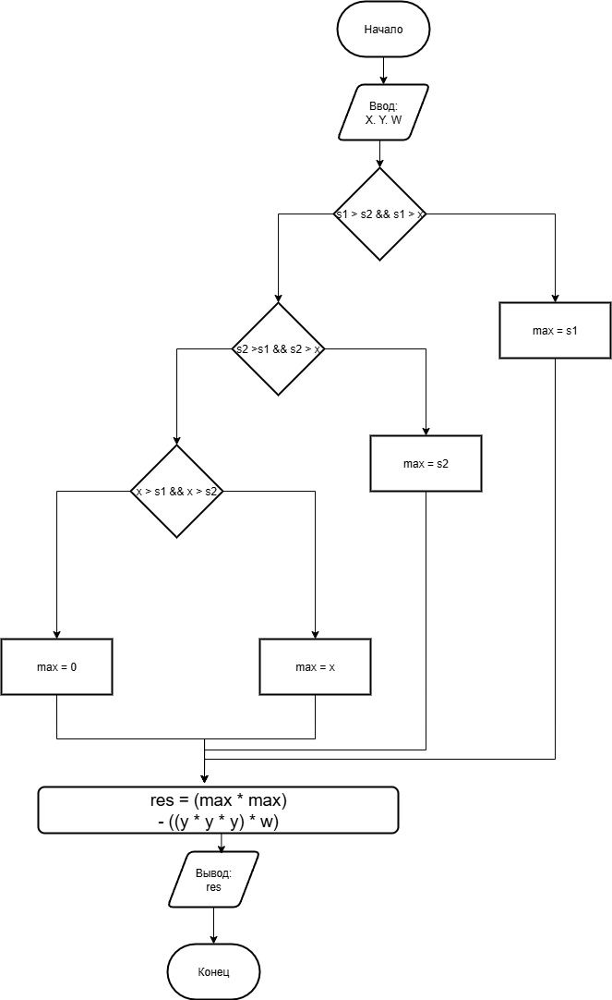 Начало
Ввод:
X. Y. W
s1 > s2 && s1 > x
max = s1
s2 >s1 && s2 > x
max = s2
x > s1 && x > s2
max = 0
max = x
res = (max * max)
- ((y * y * y) * w)
Вывод:
res
Конец